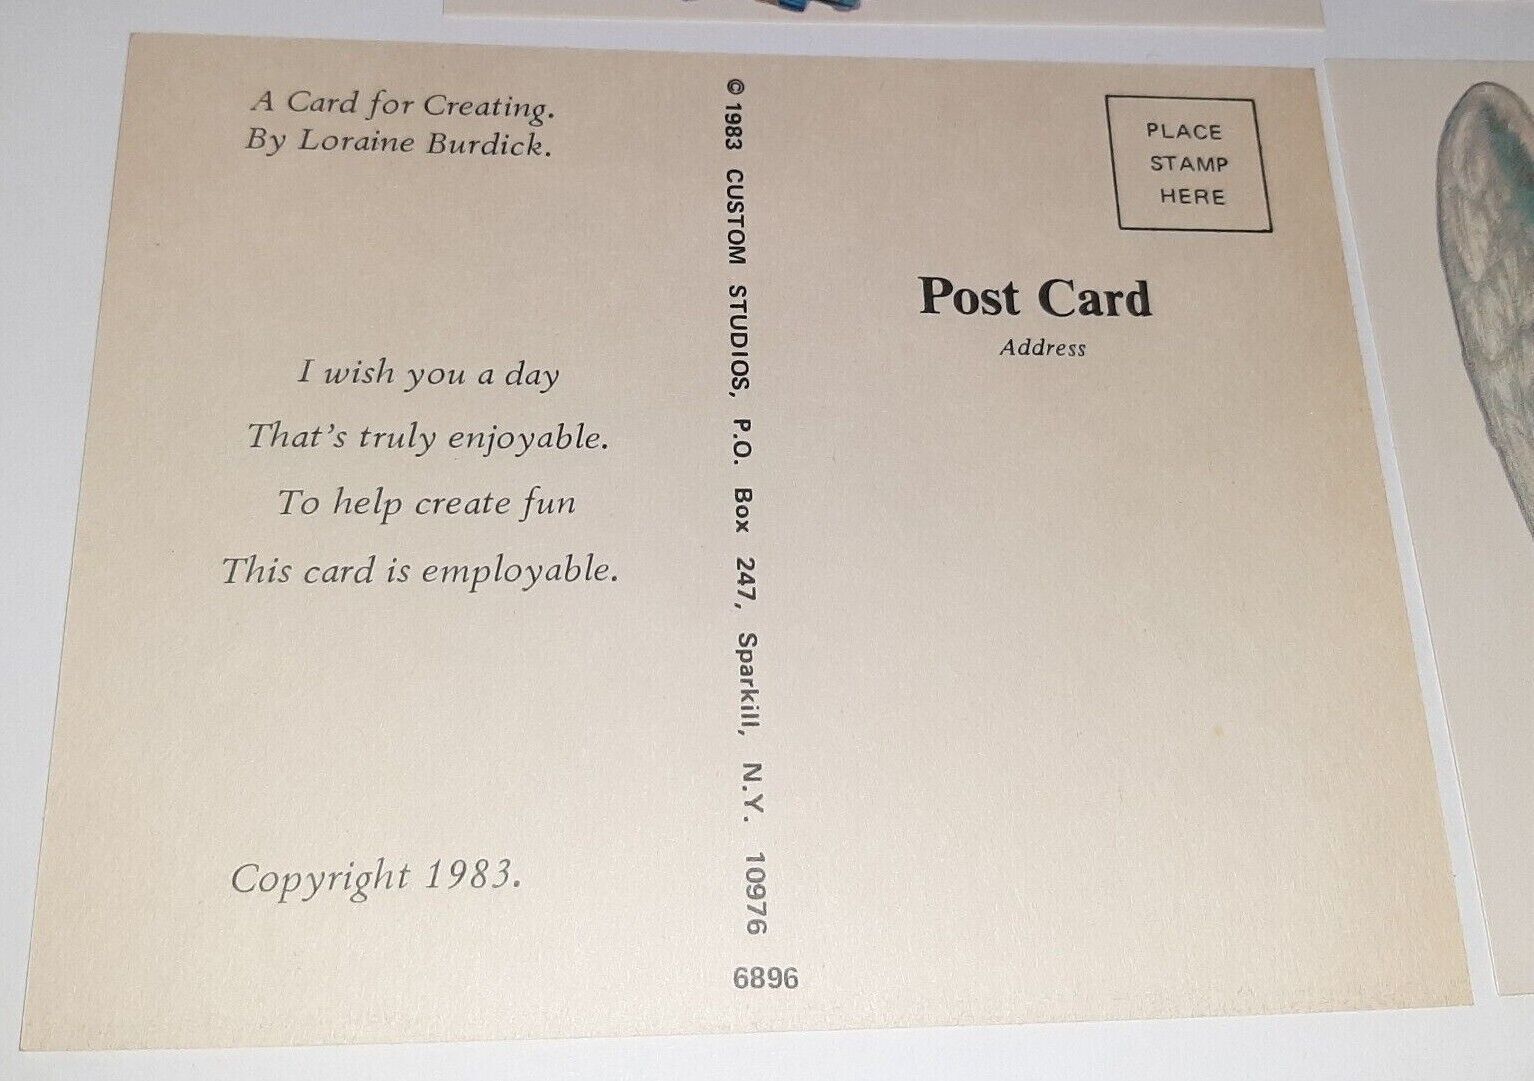 A Card for Creating.
By Loraine Burdick.
I wish you a day
That's truly enjoyable.
To help create fun
This card is employable.
Copyright 1983.
© 1983 CUSTOM STUDIOS, P.O. Box 247, Sparkill, N.Y. 10976
6896
PLACE
STAMP
HERE
Post Card
Address